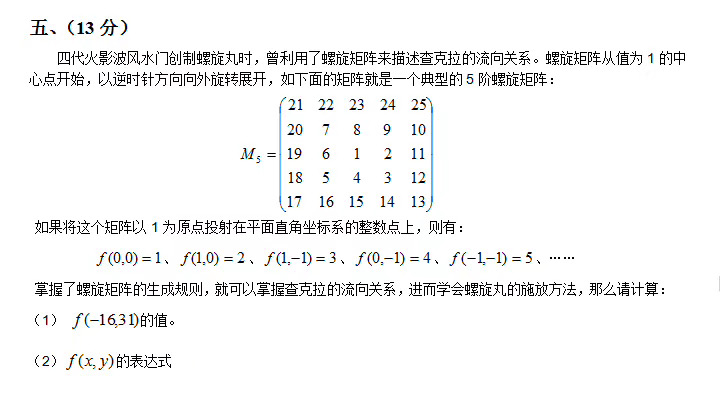 五、（13 分）
四代火影波风水门创制螺旋丸时，曾利用了螺旋矩阵来描述查克拉的流向关系。螺旋矩阵从值为 1 的中
心点开始，以逆时针方向向外旋转展开，如下面的矩阵就是一个典型的 5 阶螺旋矩阵：
21 22 23 24 25
20 7 8 9 10
M5 = 19 6 1 2 11
18 5 4 3 12
17 16 15 14 13
如果将这个矩阵以 1 为原点投射在平面直角坐标系的整数点上，则有：
f(0,0) = 1、f(1,0) = 2、f(1,−1) = 3、f(0,−1) = 4、f(−1,−1) = 5、……
掌握了螺旋矩阵的生成规则，就可以掌握查克拉的流向关系，进而学会螺旋丸的施放方法，那么请计算：
（1） f(−16,31)的值。
（2）f(x, y)的表达式